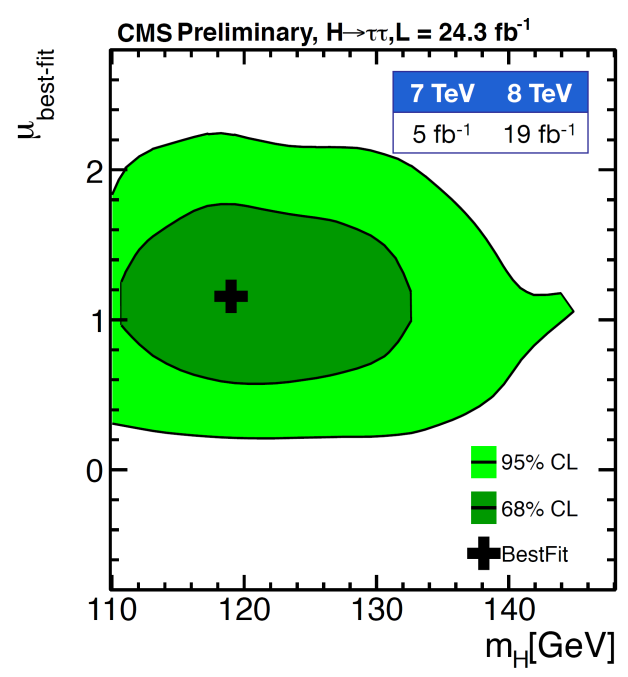 CMS Preliminary, H→ττ,L = 24.3 fb⁻¹
μbest-fit
7 TeV 8 TeV
5 fb⁻¹ 19 fb⁻¹
2
1
0
95% CL
68% CL
BestFit
110 120 130 140
mH[GeV]